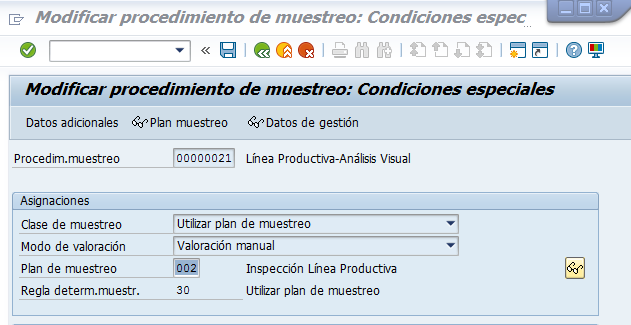 Modificar procedimiento de muestreo: Condiciones espec...
«
Modificar procedimiento de muestreo: Condiciones especiales
Datos adicionales Plan muestreo Datos de gestión
Procedim.muestreo 00000021 Línea Productiva-Análisis Visual
Asignaciones
Clase de muestreo Utilizar plan de muestreo
Modo de valoración Valoración manual
Plan de muestreo 002 Inspección Línea Productiva
Regla determ.muestr. 30 Utilizar plan de muestreo